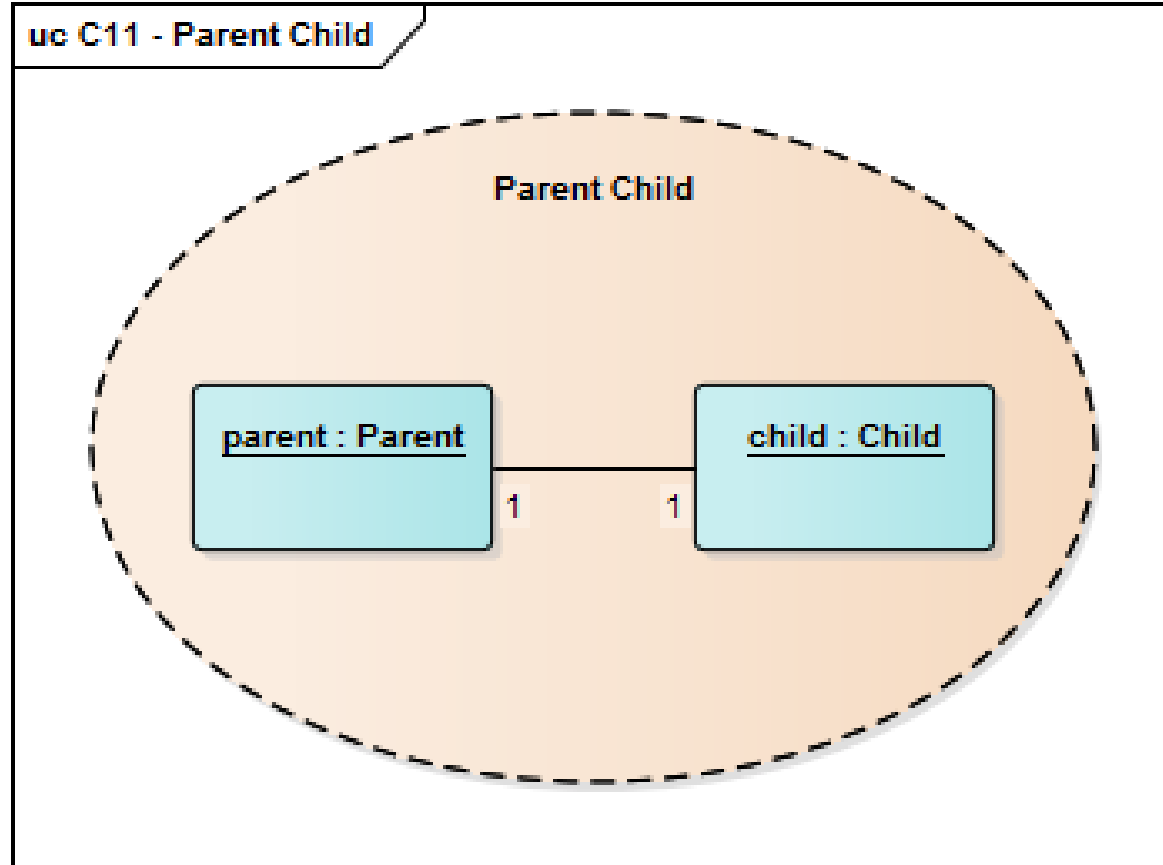 uc C11 - Parent Child
Parent Child
parent : Parent
child : Child
1
1